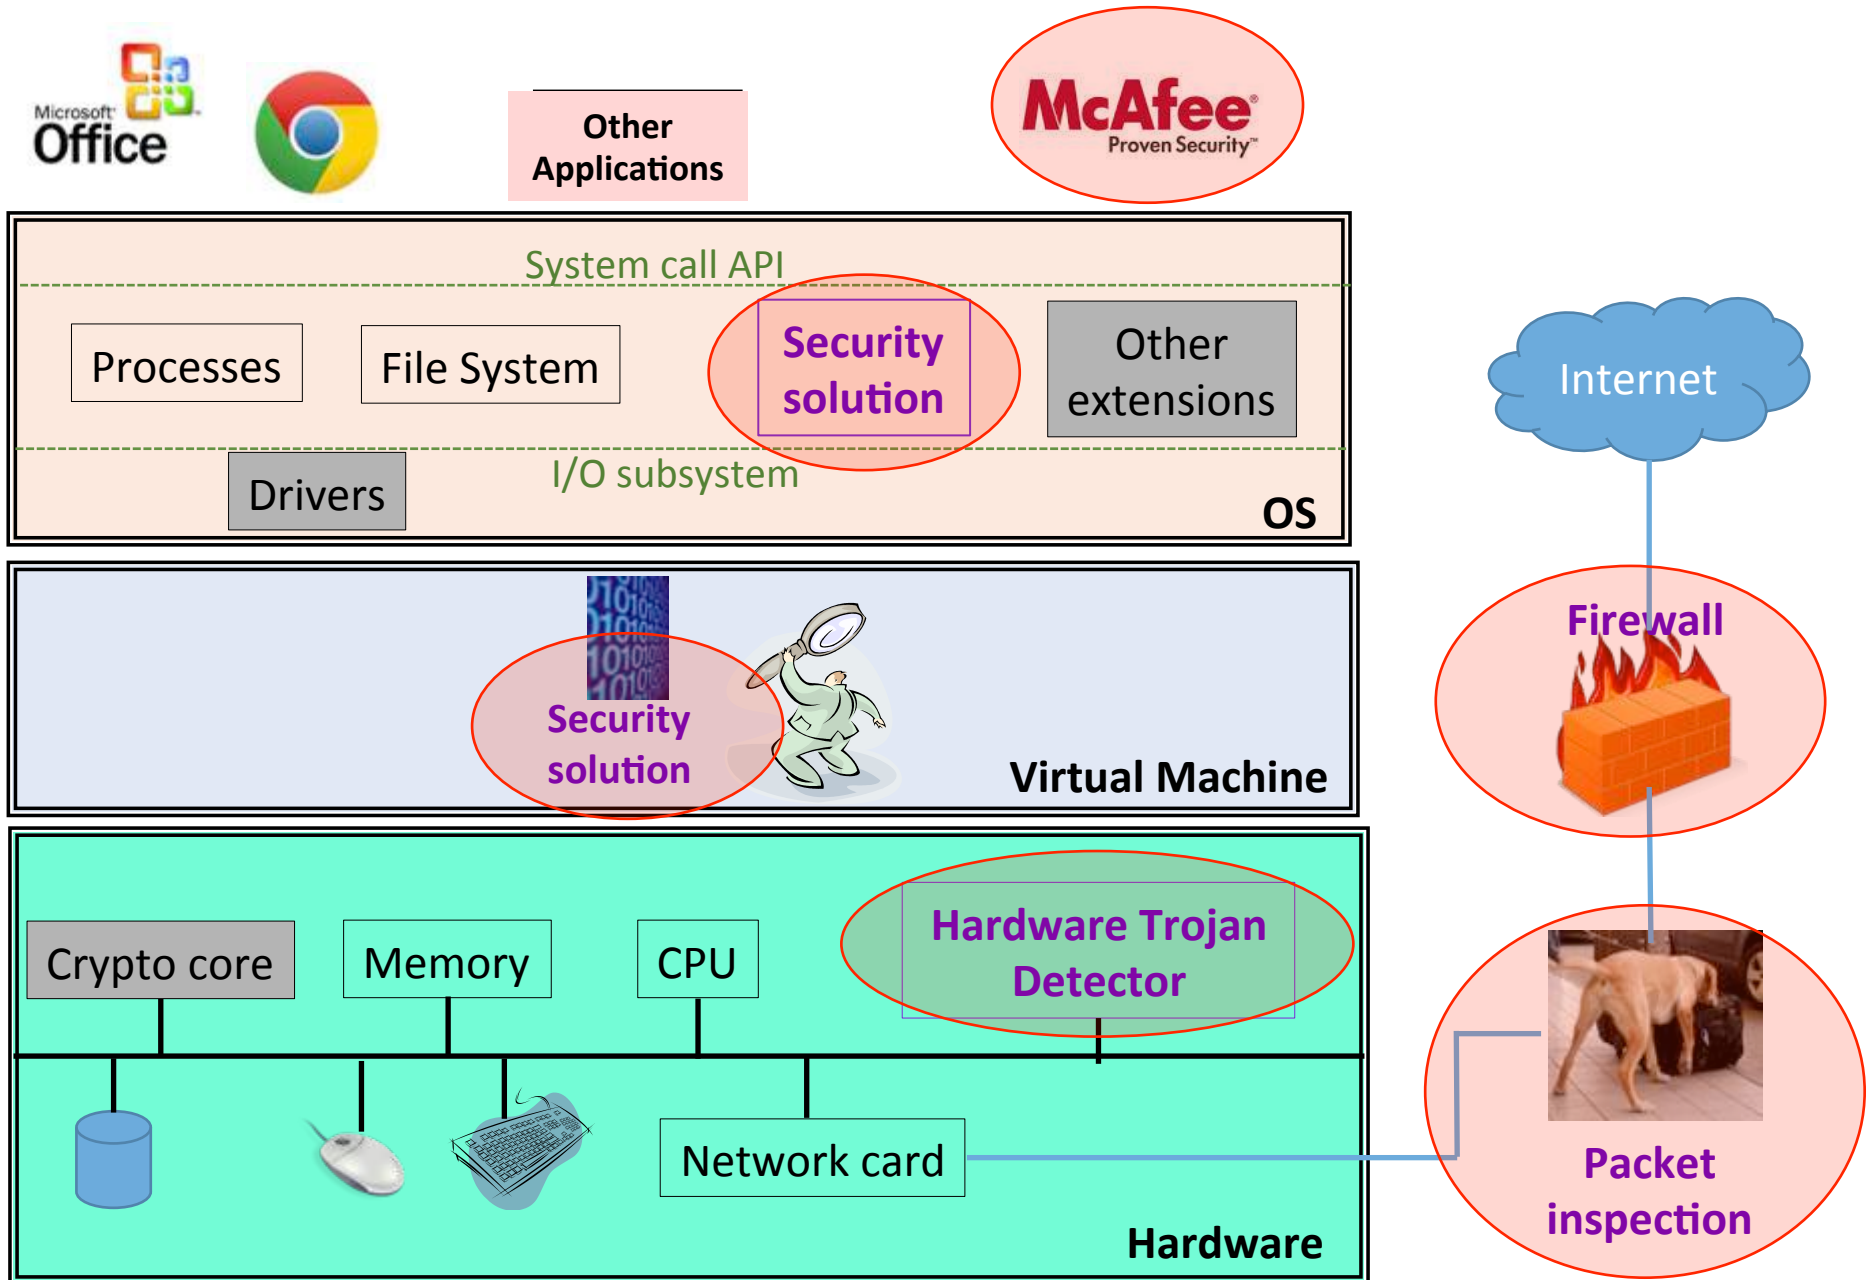 Microsoft®
Office
Other
Applications
McAfee®
Proven Security™
System call API
Processes
File System
Security
solution
Other
extensions
I/O subsystem
Drivers
OS
Internet
Security
solution
Virtual Machine
Firewall
Crypto core
Memory
CPU
Hardware Trojan
Detector
Network card
Hardware
Packet
inspection